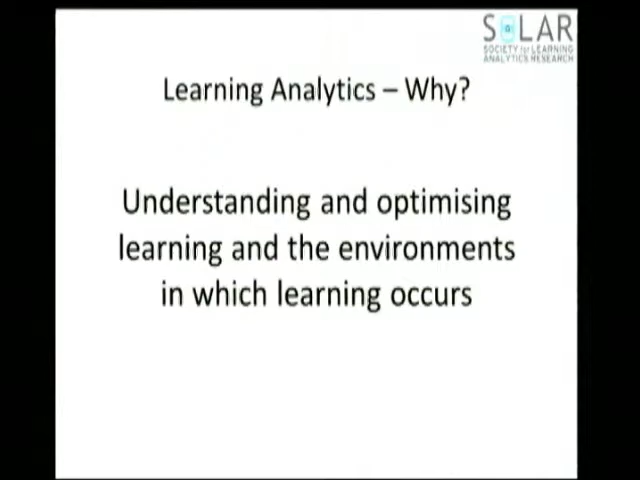 SOLAR
SOCIETY for LEARNING
ANALYTICS RESEARCH
Learning Analytics – Why?
Understanding and optimising
learning and the environments
in which learning occurs